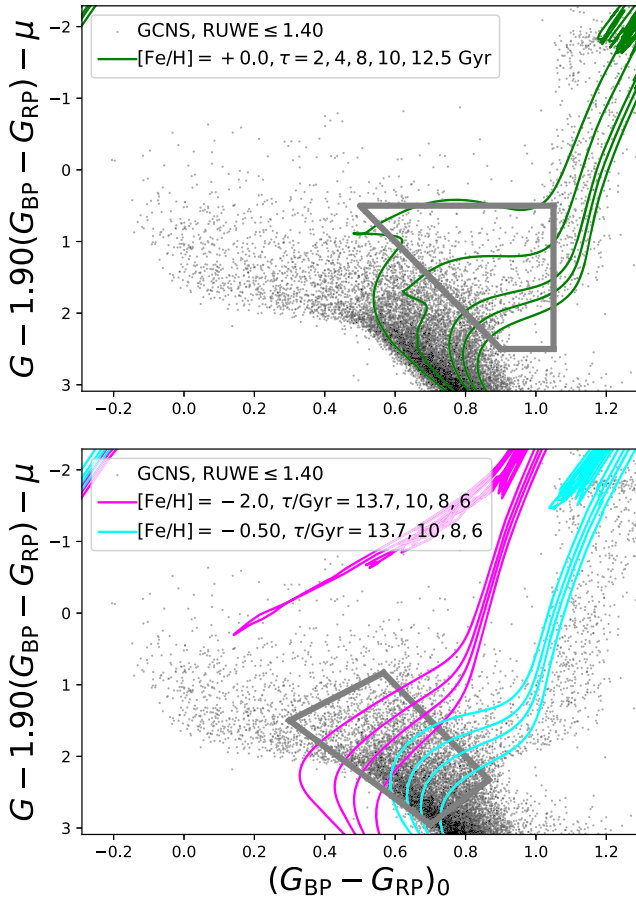 GCNS, RUWE ≤ 1.40
[Fe/H] = + 0.0, τ = 2, 4, 8, 10, 12.5 Gyr
−2
−1
0
1
2
3
G − 1.90(G_BP − G_RP) − μ
−0.2 0.0 0.2 0.4 0.6 0.8 1.0 1.2
GCNS, RUWE ≤ 1.40
[Fe/H] = − 2.0, τ/Gyr = 13.7, 10, 8, 6
[Fe/H] = − 0.50, τ/Gyr = 13.7, 10, 8, 6
−2
−1
0
1
2
3
G − 1.90(G_BP − G_RP) − μ
−0.2 0.0 0.2 0.4 0.6 0.8 1.0 1.2
(G_BP − G_RP)_0